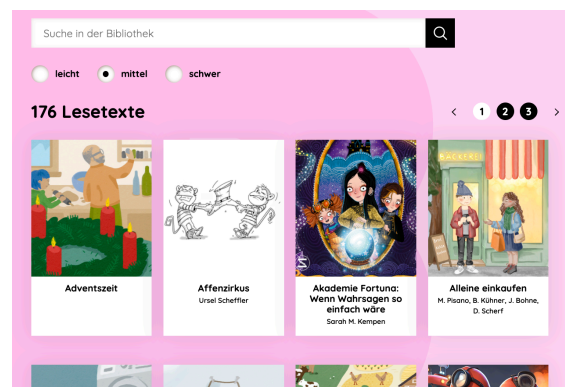 Suche in der Bibliothek
leicht mittel schwer
176 Lesetexte
1 2 3
BÄCKEREI
Adventszeit
Affenzirkus
Ursel Scheffler
Akademie Fortuna:
Wenn Wahrsagen so
einfach wäre
Sarah M. Kempen
Alleine einkaufen
M. Pisano, B. Kühner, J. Bohne,
D. Scherf